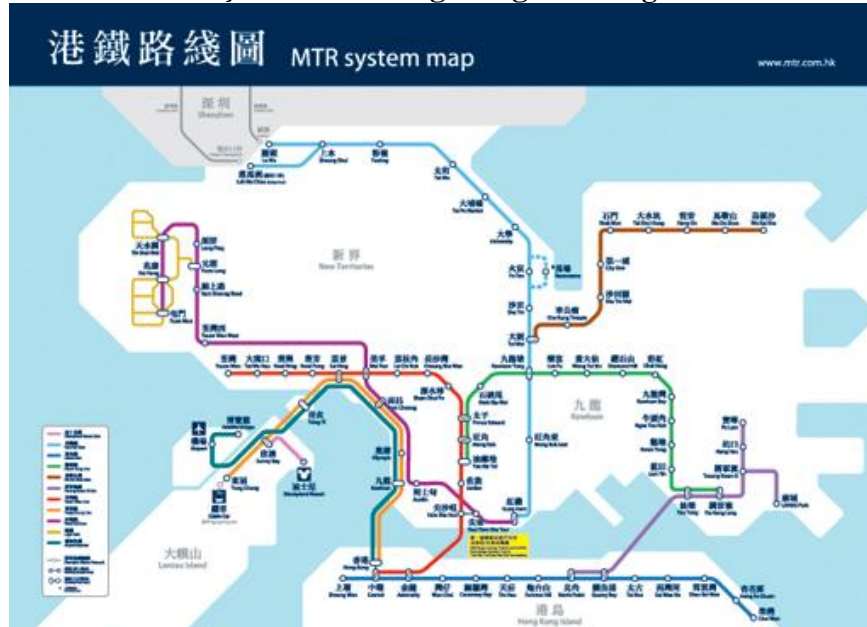 港鐵路綫圖 MTR system map
www.mtr.com.hk
深圳
Shenzhen
羅湖
Lo Wu
上水
Sheung Shui
粉嶺
Fanling
太和
Tai Wo
大埔墟
Tai Po Market
大學
University
火炭
Fo Tan
馬場
Racecourse
沙田
Sha Tin
大圍
Tai Wai
車公廟
Che Kung Temple
沙田圍
Sha Tin Wai
第一城
City One
石門
Shek Mun
大水坑
Tai Shui Hang
恆安
Heng On
馬鞍山
Ma On Shan
烏溪沙
Wu Kai Sha
新界
New Territories
天水圍
Tin Shui Wai
兆康
Siu Hong
屯門
Tuen Mun
朗屏
Long Ping
元朗
Yuen Long
錦上路
Kam Sheung Road
荃灣西
Tsuen Wan West
荃灣
Tsuen Wan
大窩口
Tai Wo Hau
葵興
Kwai Hing
葵芳
Kwai Fong
荔景
Lai King
美孚
Mei Foo
荔枝角
Lai Chi Kok
長沙灣
Cheung Sha Wan
深水埗
Sham Shui Po
太子
Prince Edward
旺角
Mong Kok
油麻地
Yau Ma Tei
佐敦
Jordan
尖沙咀
Tsim Sha Tsui
石硤尾
Shek Kip Mei
九龍塘
Kowloon Tong
樂富
Lok Fu
黃大仙
Wong Tai Sin
鑽石山
Diamond Hill
彩虹
Choi Hung
九龍灣
Kowloon Bay
牛頭角
Ngau Tau Kok
觀塘
Kwun Tong
藍田
Lam Tin
油塘
Yau Tong
調景嶺
Tiu Keng Leng
將軍澳
Tseung Kwan O
坑口
Hang Hau
寶琳
Po Lam
康城
LOHAS Park
九龍
Kowloon
旺角東
Mong Kok East
紅磡
Hung Hom
柯士甸
Austin
南昌
Nam Cheong
奧運
Olympic
九龍
Kowloon
香港
Hong Kong
青衣
Tsing Yi
欣澳
Sunny Bay
博覽館
機場
Airport
東涌
Tung Chung
迪士尼
Disneyland Resort
大嶼山
Lantau Island
上環
Sheung Wan
中環
Central
金鐘
Admiralty
灣仔
Wan Chai
銅鑼灣
Causeway Bay
天后
Tin Hau
炮台山
Fortress Hill
北角
North Point
鰂魚涌
Quarry Bay
太古
Tai Koo
西灣河
Sai Wan Ho
筲箕灣
Shau Kei Wan
杏花邨
Heng Fa Chuen
柴灣
Chai Wan
港島
Hong Kong Island